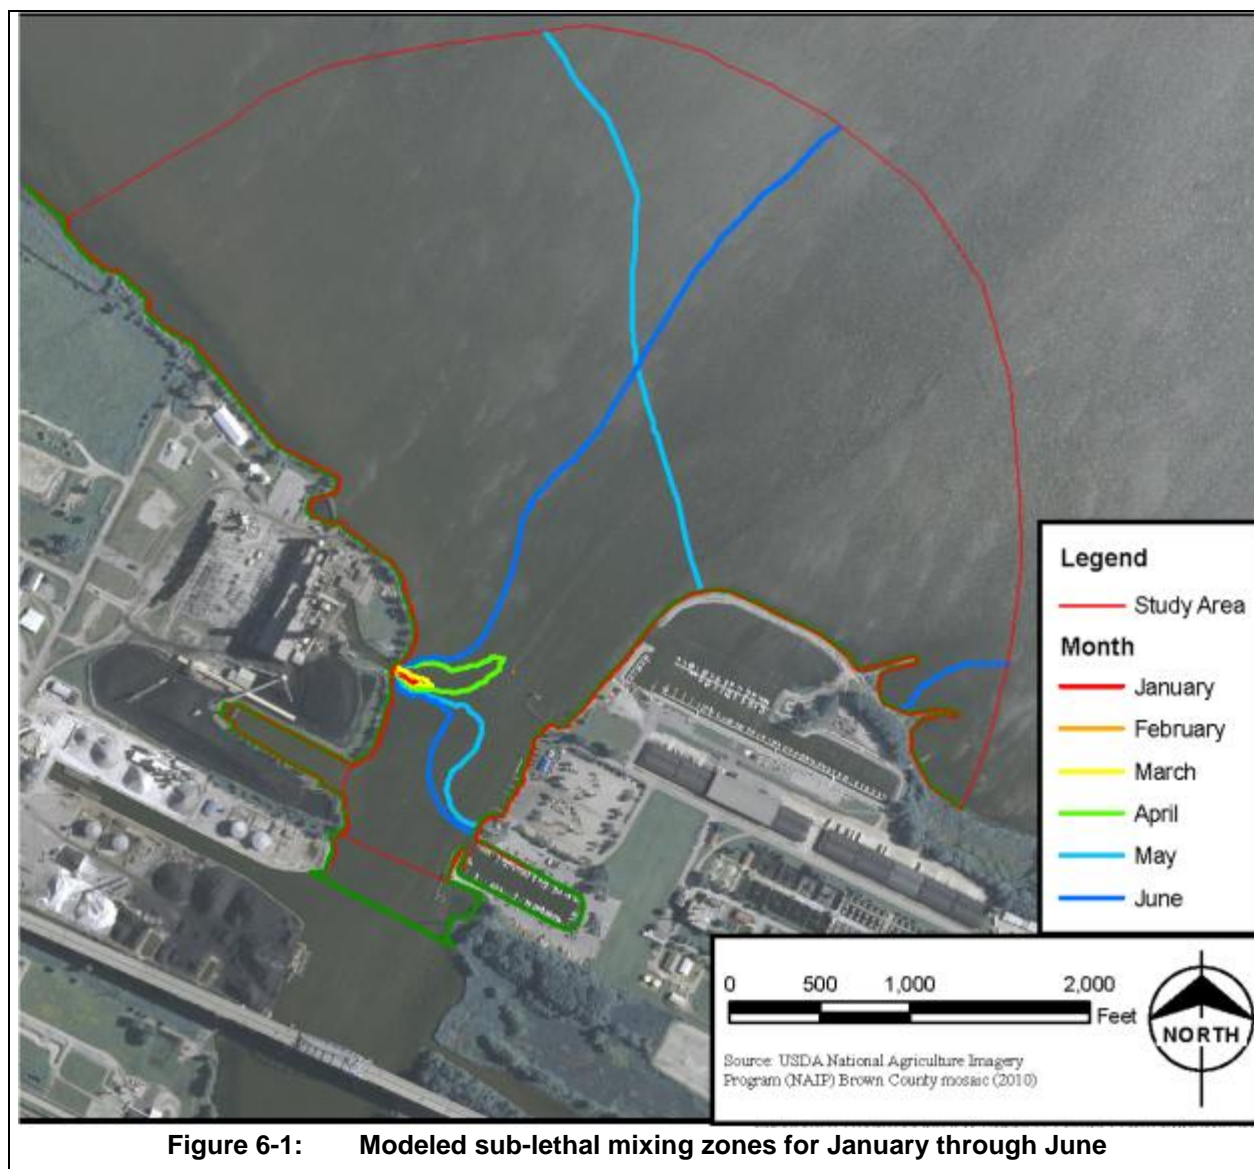 Legend
Study Area
Month
January
February
March
April
May
June
0 500 1,000 2,000
Feet
NORTH
Source: USDA National Agriculture Imagery
Program (NAIP) Brown County mosaic (2010)
Figure 6-1: Modeled sub-lethal mixing zones for January through June